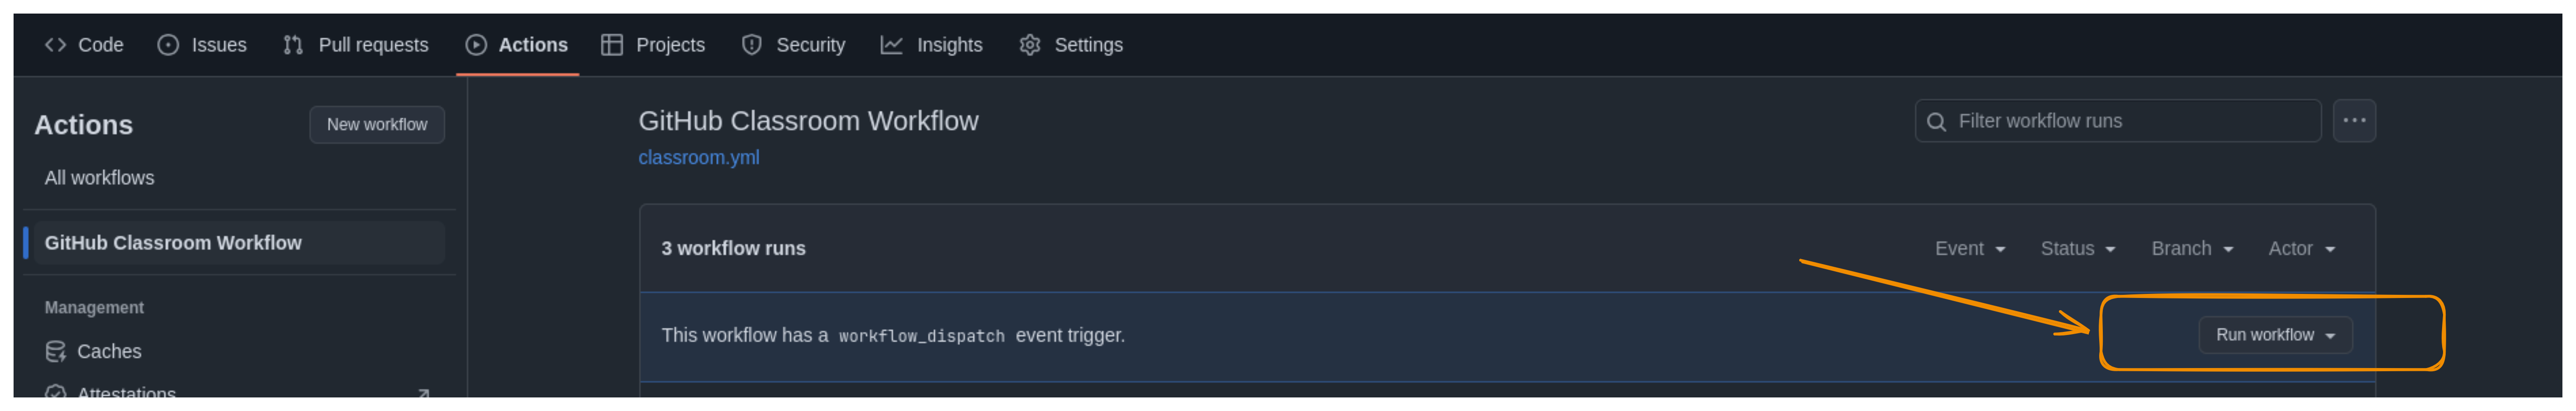 Code Issues Pull requests Actions Projects Security Insights Settings
Actions
New workflow
All workflows
GitHub Classroom Workflow
Management
Caches
Attestations
GitHub Classroom Workflow
classroom.yml
Filter workflow runs
3 workflow runs
Event Status Branch Actor
This workflow has a workflow_dispatch event trigger.
Run workflow